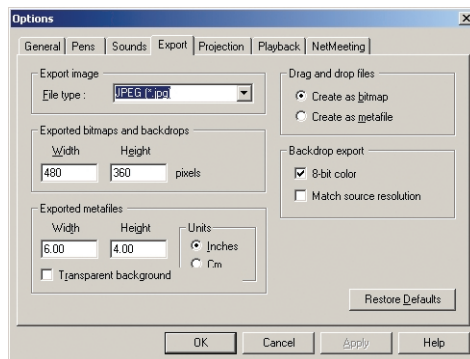 Options
General Pens Sounds Export Projection Playback NetMeeting
Export image
File type : JPEG (*.jpg)
Exported bitmaps and backdrops
Width Height
480 360 pixels
Exported metafiles
Width Height
6.00 4.00
Units
Inches
Cm
Transparent background
Drag and drop files
Create as bitmap
Create as metafile
Backdrop export
8-bit color
Match source resolution
Restore Defaults
OK Cancel Apply Help